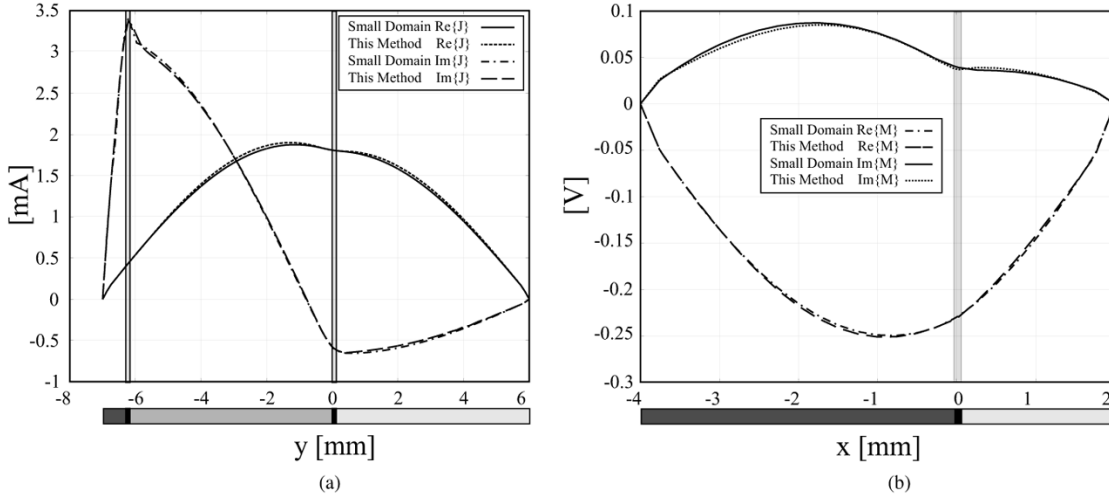 3.5
3
2.5
2
1.5
1
0.5
0
-0.5
-1
[mA]
Small Domain Re{J}
This Method Re{J}
Small Domain Im{J}
This Method Im{J}
-8 -6 -4 -2 0 2 4 6
y [mm]
(a)
0.1
0.05
0
-0.05
-0.1
-0.15
-0.2
-0.25
-0.3
[V]
Small Domain Re{M}
This Method Re{M}
Small Domain Im{M}
This Method Im{M}
-4 -3 -2 -1 0 1 2
x [mm]
(b)